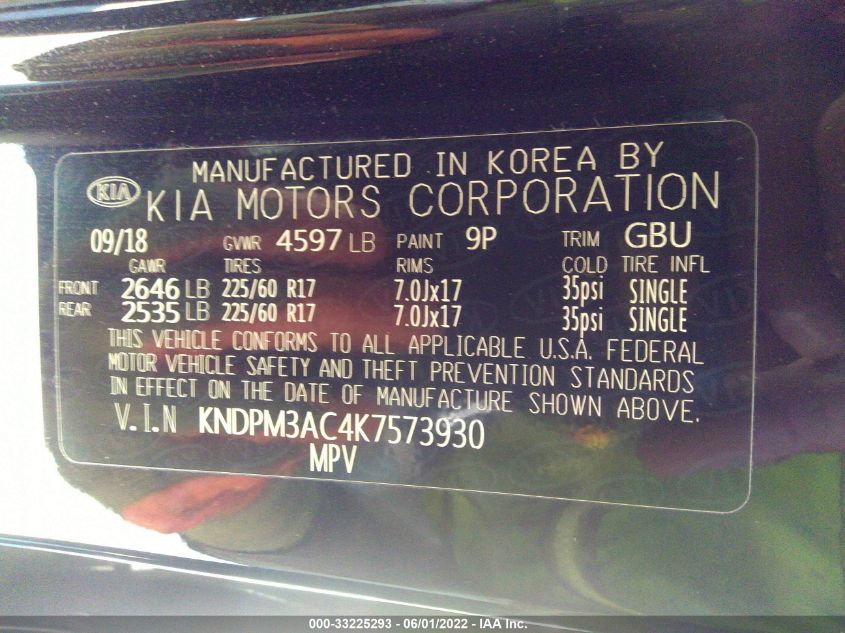 MANUFACTURED IN KOREA BY
KIA KIA MOTORS CORPORATION
09/18 GVWR 4597 LB PAINT 9P TRIM GBU
GAWR TIRES RIMS COLD TIRE INFL
FRONT 2646 LB 225/60 R17 7.0Jx17 35psi SINGLE
REAR 2535 LB 225/60 R17 7.0Jx17 35psi SINGLE
THIS VEHICLE CONFORMS TO ALL APPLICABLE U.S.A. FEDERAL
MOTOR VEHICLE SAFETY AND THEFT PREVENTION STANDARDS
IN EFFECT ON THE DATE OF MANUFACTURE SHOWN ABOVE.
V.I.N KNDPM3AC4K7573930
MPV
000-33225293 - 06/01/2022 - IAA Inc.